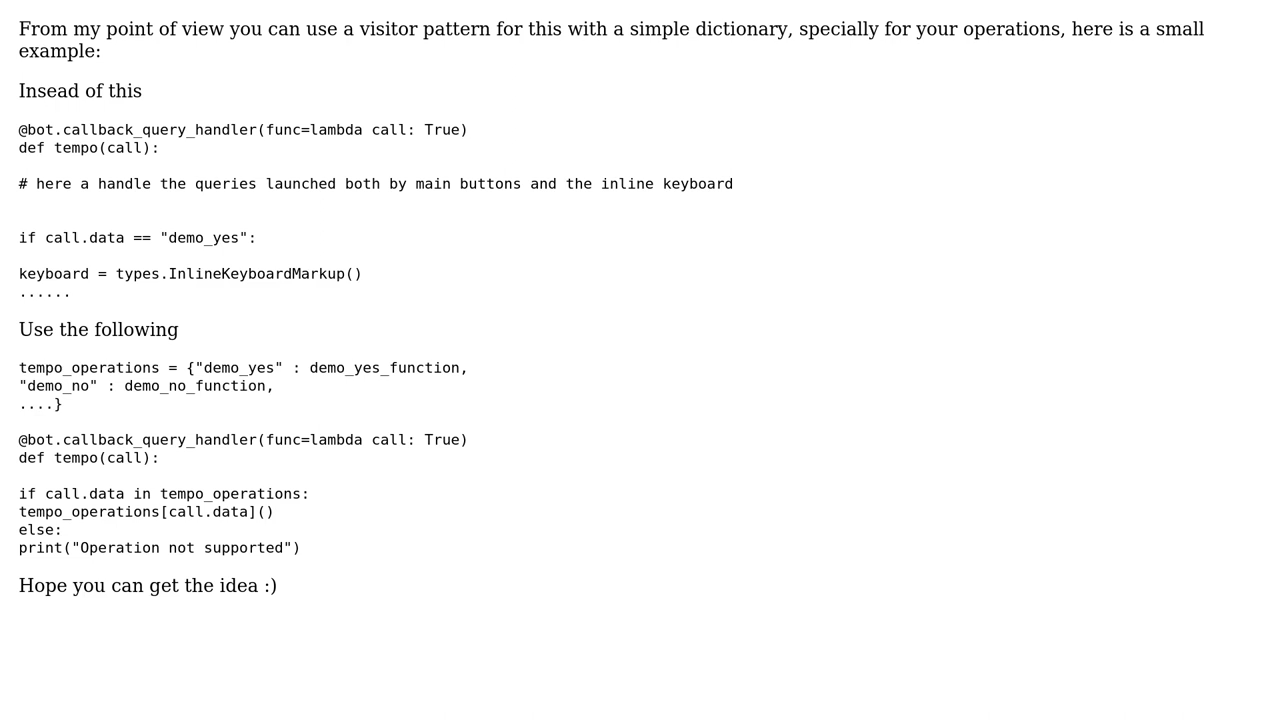 From my point of view you can use a visitor pattern for this with a simple dictionary, specially for your operations, here is a small
example:
Insead of this
@bot.callback_query_handler(func=lambda call: True)
def tempo(call):
# here a handle the queries launched both by main buttons and the inline keyboard
if call.data == "demo_yes":
keyboard = types.InlineKeyboardMarkup()
......
Use the following
tempo_operations = {"demo_yes" : demo_yes_function,
"demo_no" : demo_no_function,
....}
@bot.callback_query_handler(func=lambda call: True)
def tempo(call):
if call.data in tempo_operations:
tempo_operations[call.data]()
else:
print("Operation not supported")
Hope you can get the idea :)